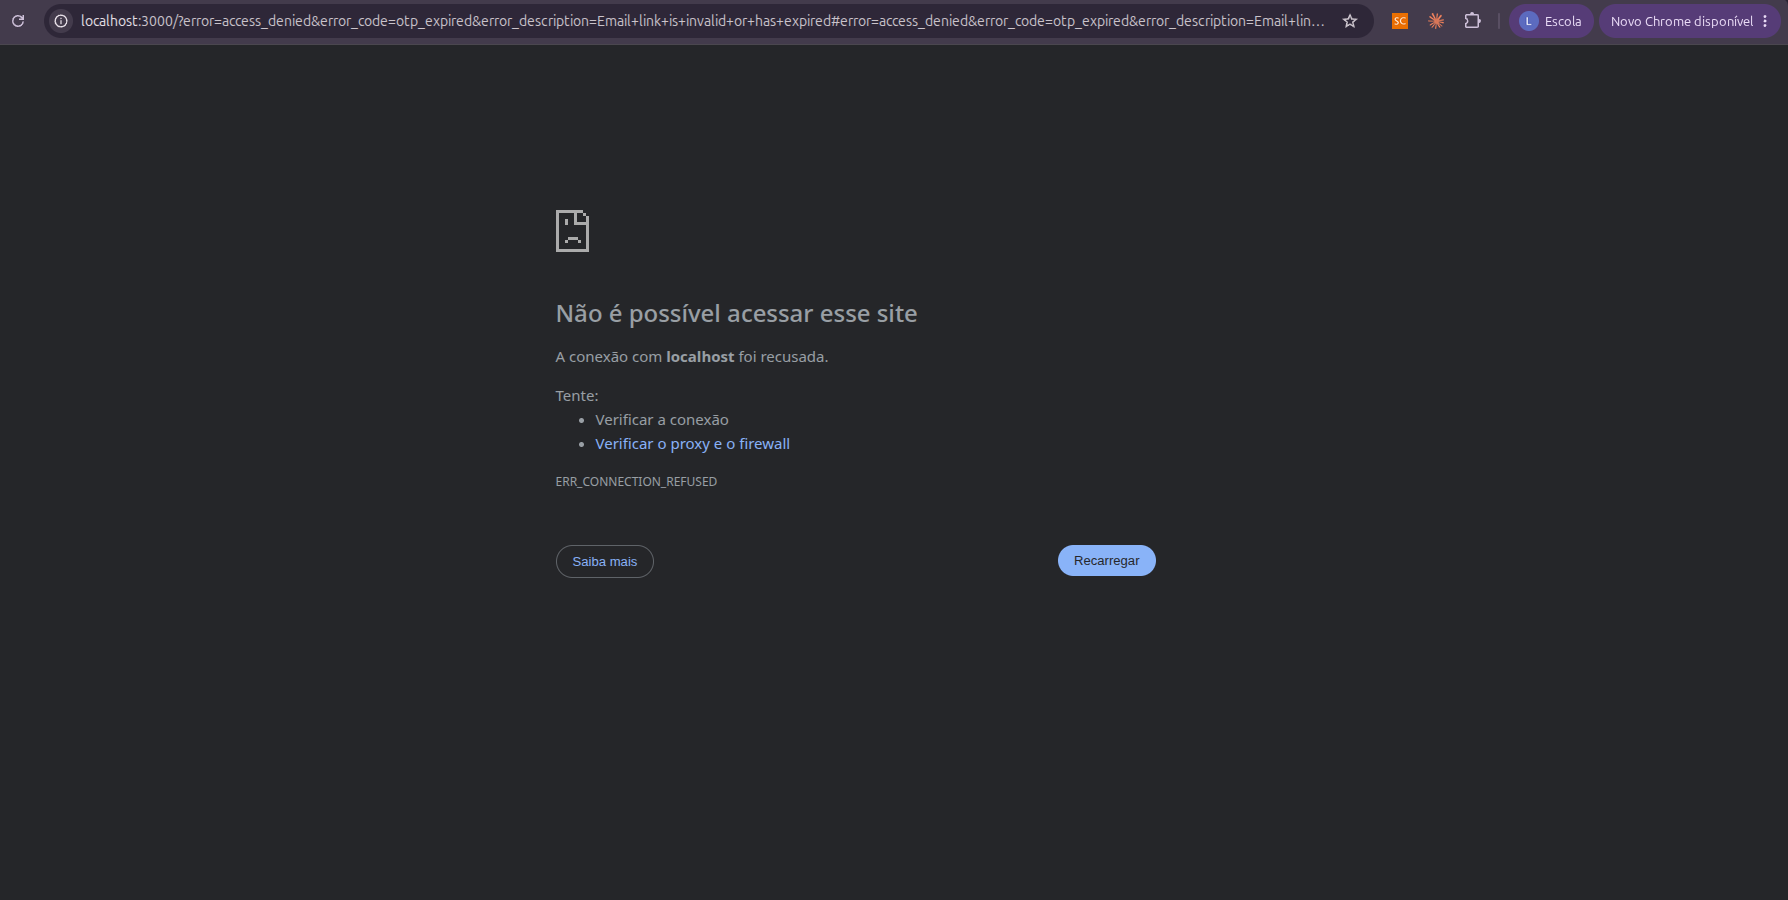 localhost:3000/?error=access_denied&error_code=otp_expired&error_description=Email+link+is+invalid+or+has+expired#error=access_denied&error_code=otp_expired&error_description=Email+lin...
SC
L Escola
Novo Chrome disponível
Não é possível acessar esse site
A conexão com localhost foi recusada.
Tente:
• Verificar a conexão
• Verificar o proxy e o firewall
ERR_CONNECTION_REFUSED
Saiba mais
Recarregar